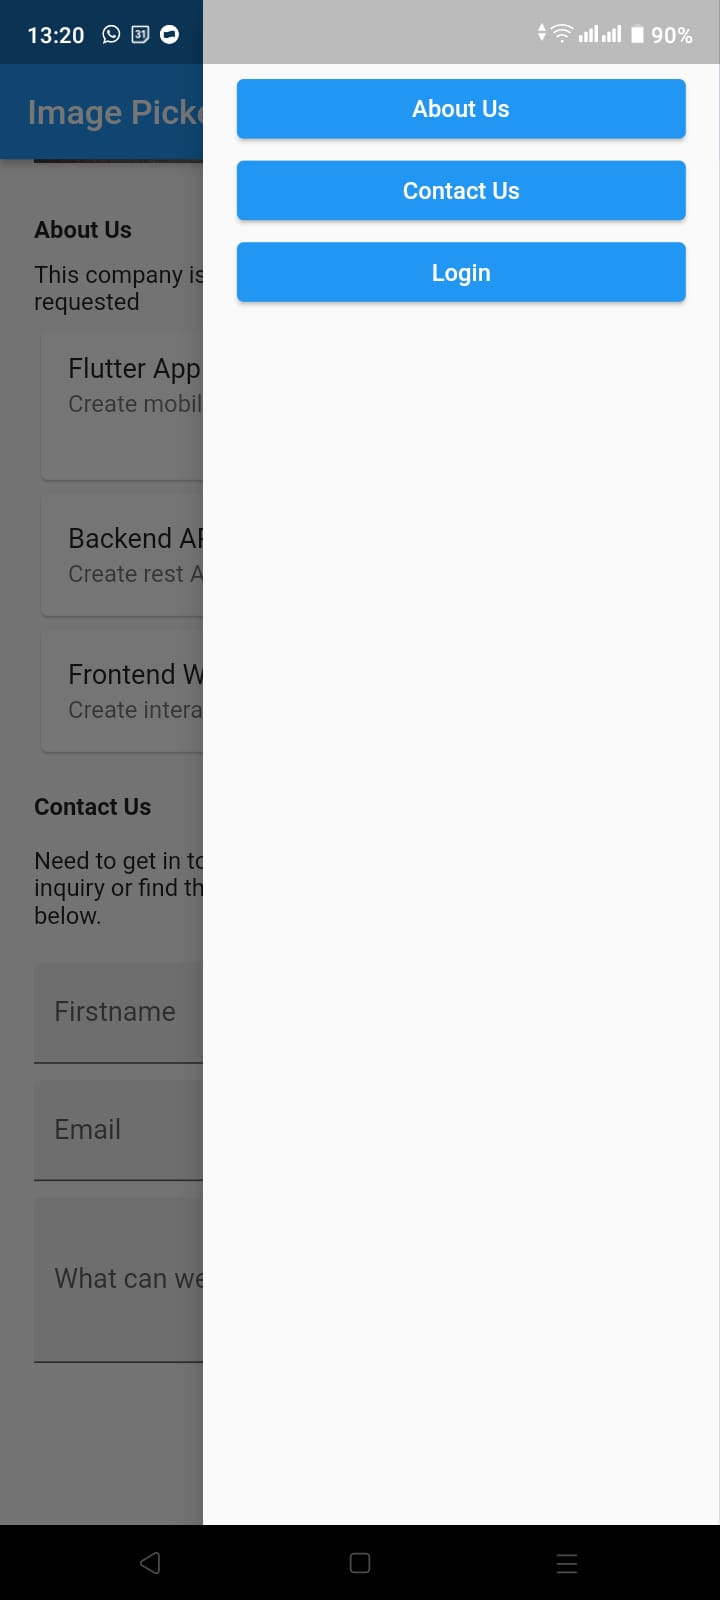 13:20
31
90%
Image Picke
About Us
Contact Us
Login
About Us
This company is
requested
Flutter App
Create mobil
Backend AP
Create rest A
Frontend W
Create intera
Contact Us
Need to get in to
inquiry or find th
below.
Firstname
Email
What can we